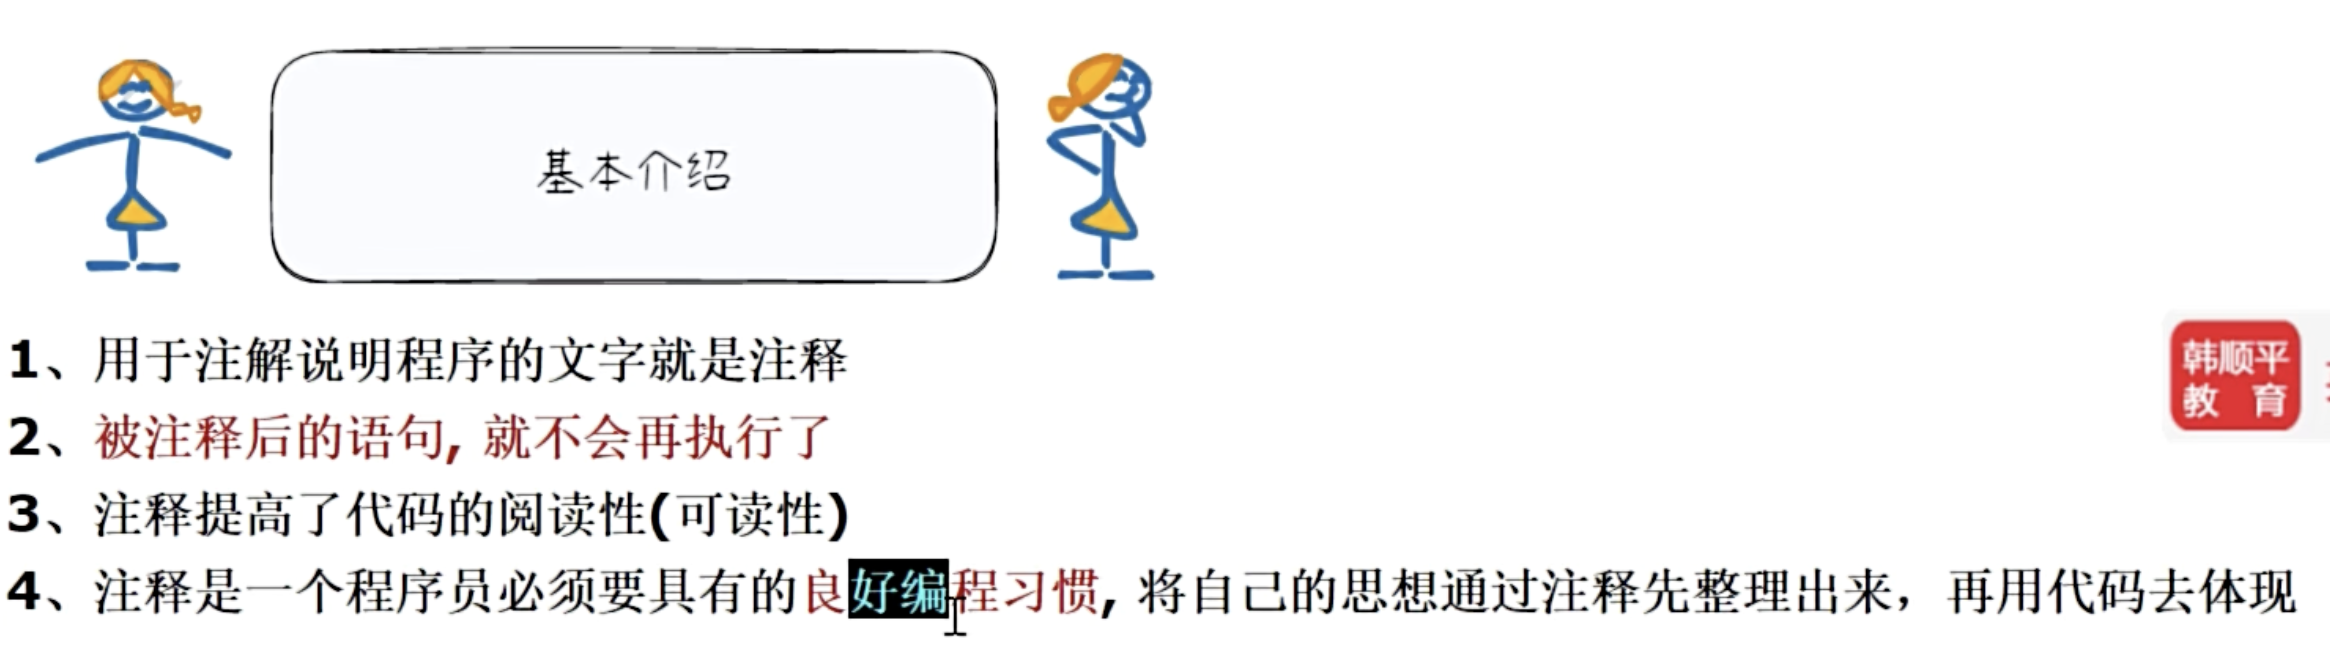 基本介绍
1、用于注解说明程序的文字就是注释
韩顺平
教 育
2、被注释后的语句, 就不会再执行了
3、注释提高了代码的阅读性(可读性)
4、注释是一个程序员必须要具有的良好编程习惯, 将自己的思想通过注释先整理出来，再用代码去体现